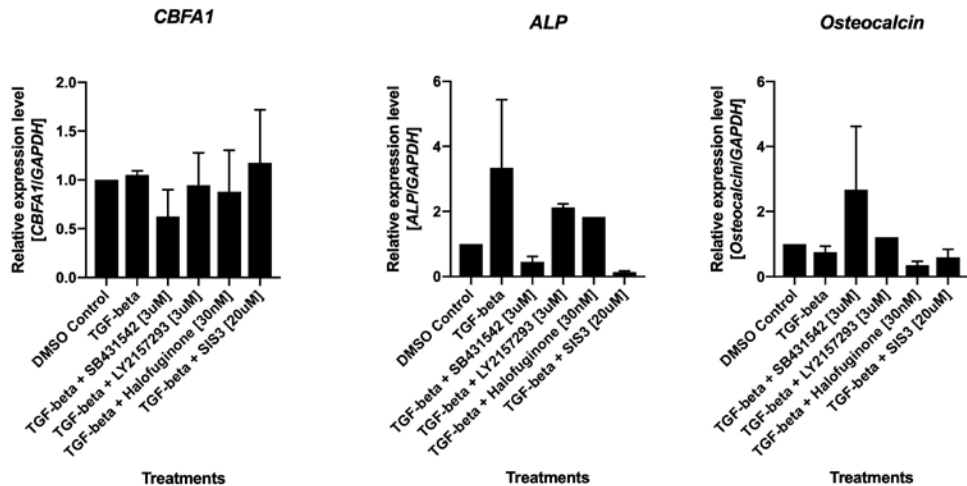 CBFA1
Relative expression level
[CBFA1/GAPDH]
2.0
1.5
1.0
0.5
0.0
DMSO Control
TGF-beta
TGF-beta + SB431542 [3uM]
TGF-beta + LY2157293 [3uM]
TGF-beta + Halofuginone [30nM]
TGF-beta + SIS3 [20uM]
Treatments
ALP
Relative expression level
[ALP/GAPDH]
6
4
2
0
DMSO Control
TGF-beta
TGF-beta + SB431542 [3uM]
TGF-beta + LY2157293 [3uM]
TGF-beta + Halofuginone [30nM]
TGF-beta + SIS3 [20uM]
Treatments
Osteocalcin
Relative expression level
[Osteocalcin/GAPDH]
6
4
2
0
DMSO Control
TGF-beta
TGF-beta + SB431542 [3uM]
TGF-beta + LY2157293 [3uM]
TGF-beta + Halofuginone [30nM]
TGF-beta + SIS3 [20uM]
Treatments